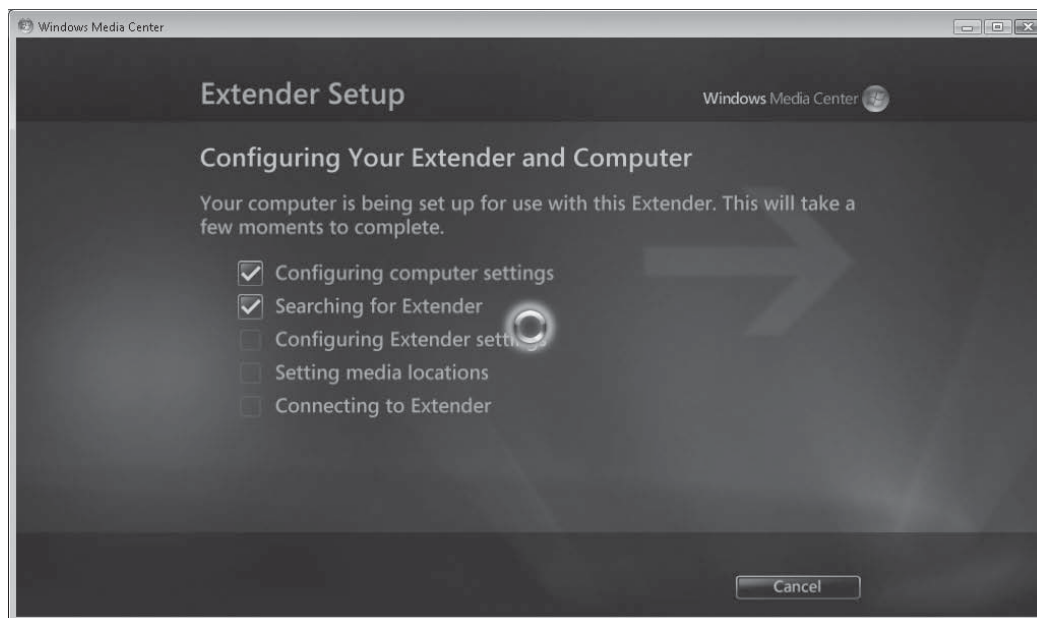 Windows Media Center
Extender Setup
Windows Media Center
Configuring Your Extender and Computer
Your computer is being set up for use with this Extender. This will take a
few moments to complete.
Configuring computer settings
Searching for Extender
Configuring Extender settings
Setting media locations
Connecting to Extender
Cancel